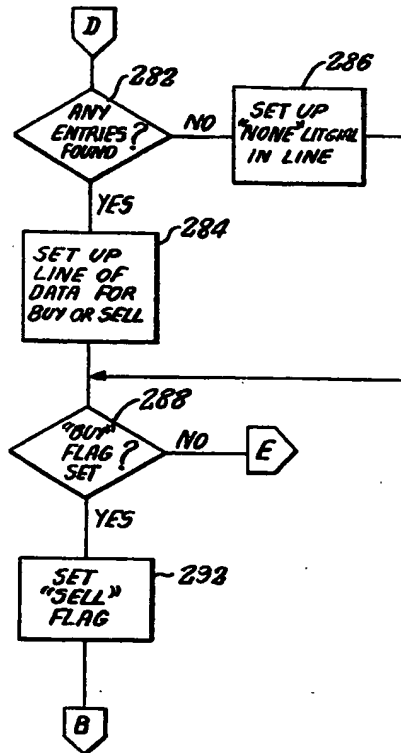 D
282
ANY
ENTRIES
FOUND?
NO
286
SET UP
"NONE" LITGIAL
IN LINE
YES
284
SET UP
LINE OF
DATA FOR
BUY OR SELL
288
"BUY"
FLAG
SET?
NO
E
YES
292
SET
"SELL"
FLAG
B